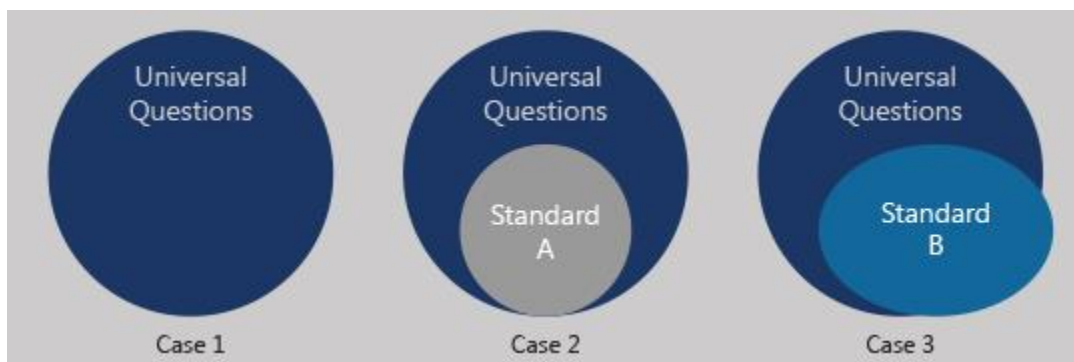 Universal
Questions
Universal
Questions
Standard
A
Universal
Questions
Standard
B
Case 1
Case 2
Case 3